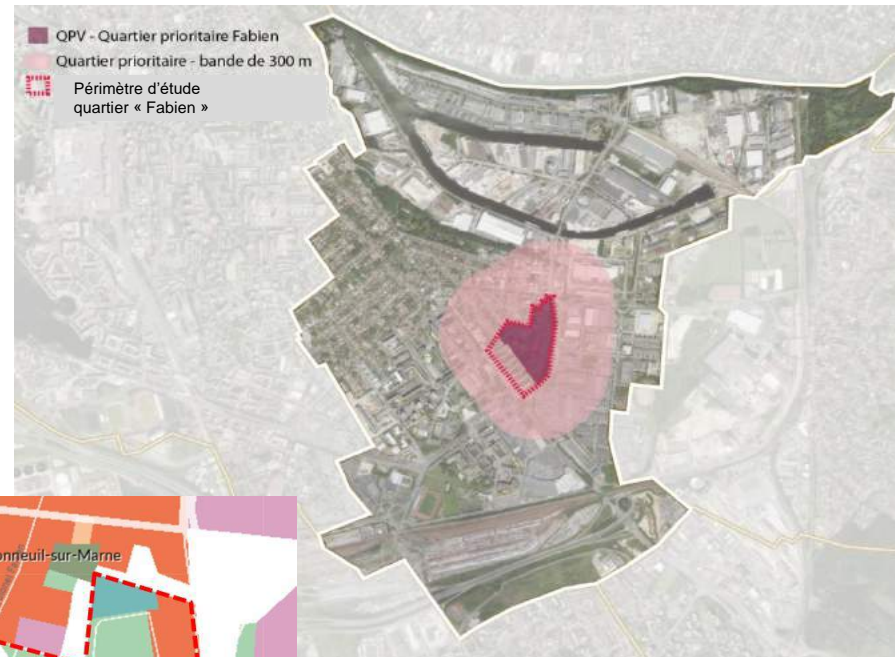 QPV - Quartier prioritaire Fabien
Quartier prioritaire - bande de 300 m
Périmètre d'étude
quartier « Fabien »
onneuil-sur-Marne